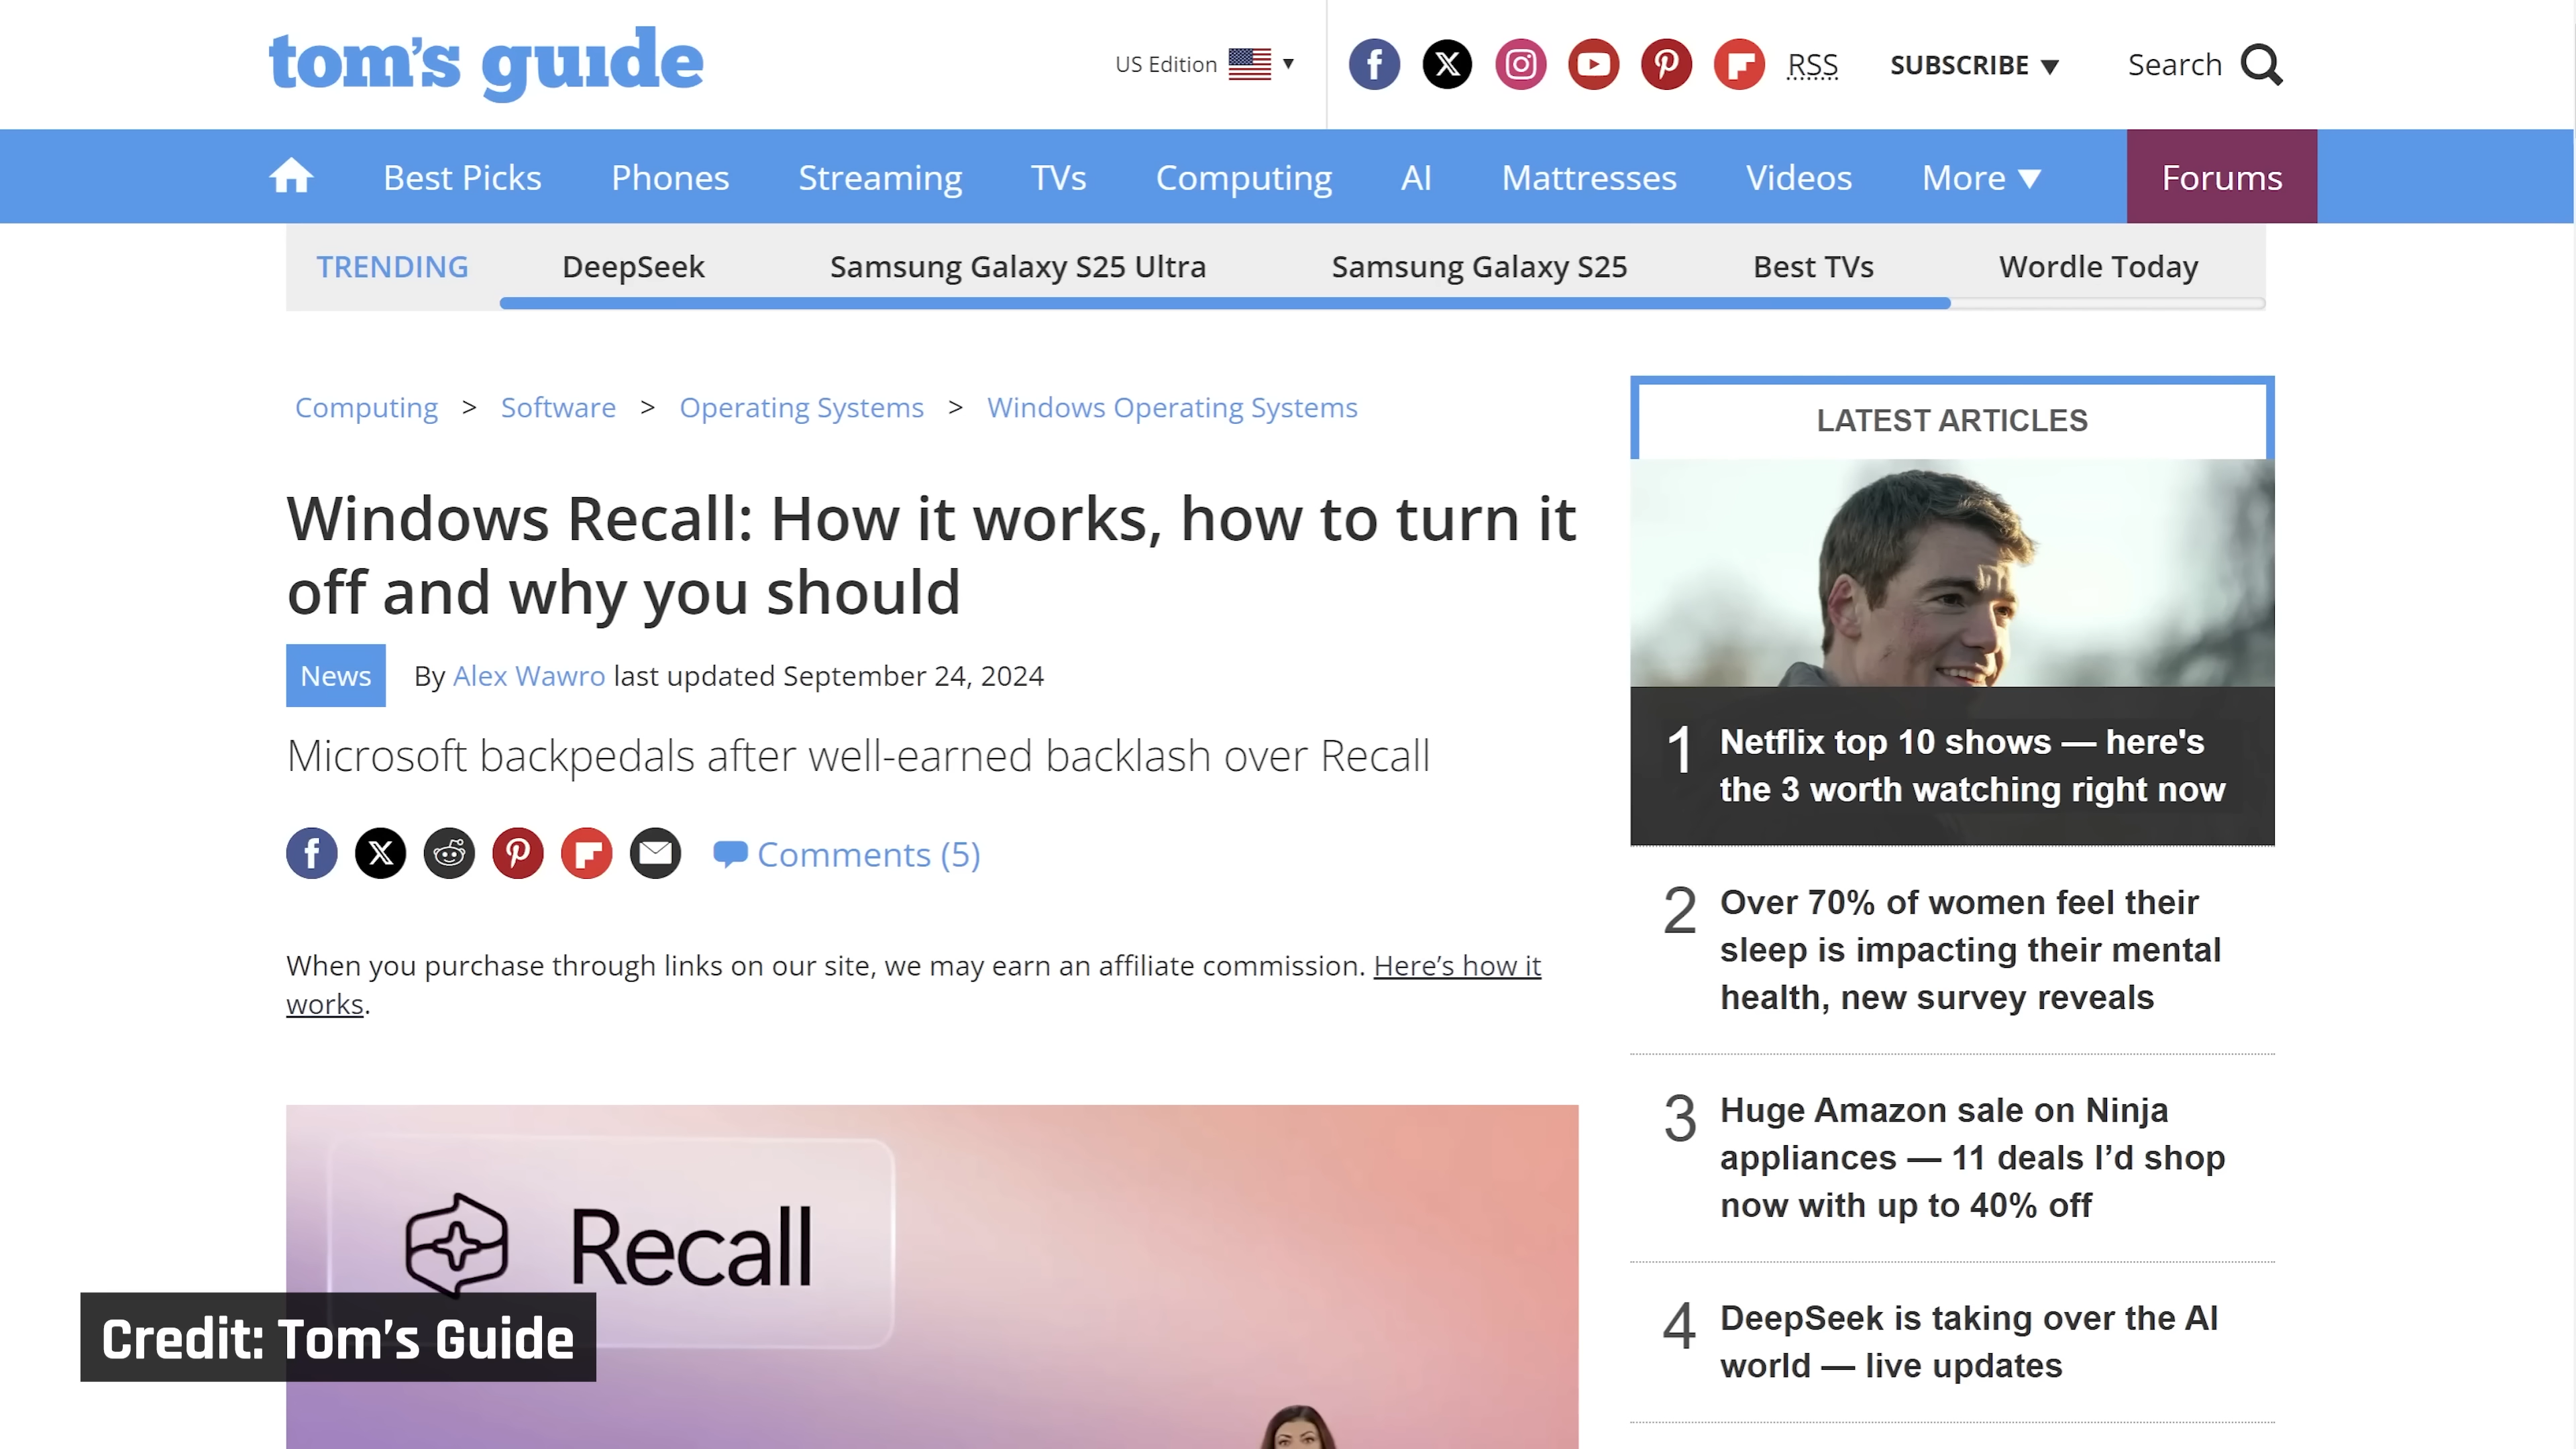 tom's guide
US Edition
RSS
SUBSCRIBE
Search
Best Picks
Phones
Streaming
TVs
Computing
AI
Mattresses
Videos
More
Forums
TRENDING
DeepSeek
Samsung Galaxy S25 Ultra
Samsung Galaxy S25
Best TVs
Wordle Today
Computing > Software > Operating Systems > Windows Operating Systems
Windows Recall: How it works, how to turn it
off and why you should
News
By Alex Wawro last updated September 24, 2024
Microsoft backpedals after well-earned backlash over Recall
Comments (5)
When you purchase through links on our site, we may earn an affiliate commission. Here’s how it
works.
Recall
Credit: Tom's Guide
LATEST ARTICLES
1
Netflix top 10 shows — here's
the 3 worth watching right now
2
Over 70% of women feel their
sleep is impacting their mental
health, new survey reveals
3
Huge Amazon sale on Ninja
appliances — 11 deals I’d shop
now with up to 40% off
4
DeepSeek is taking over the AI
world — live updates